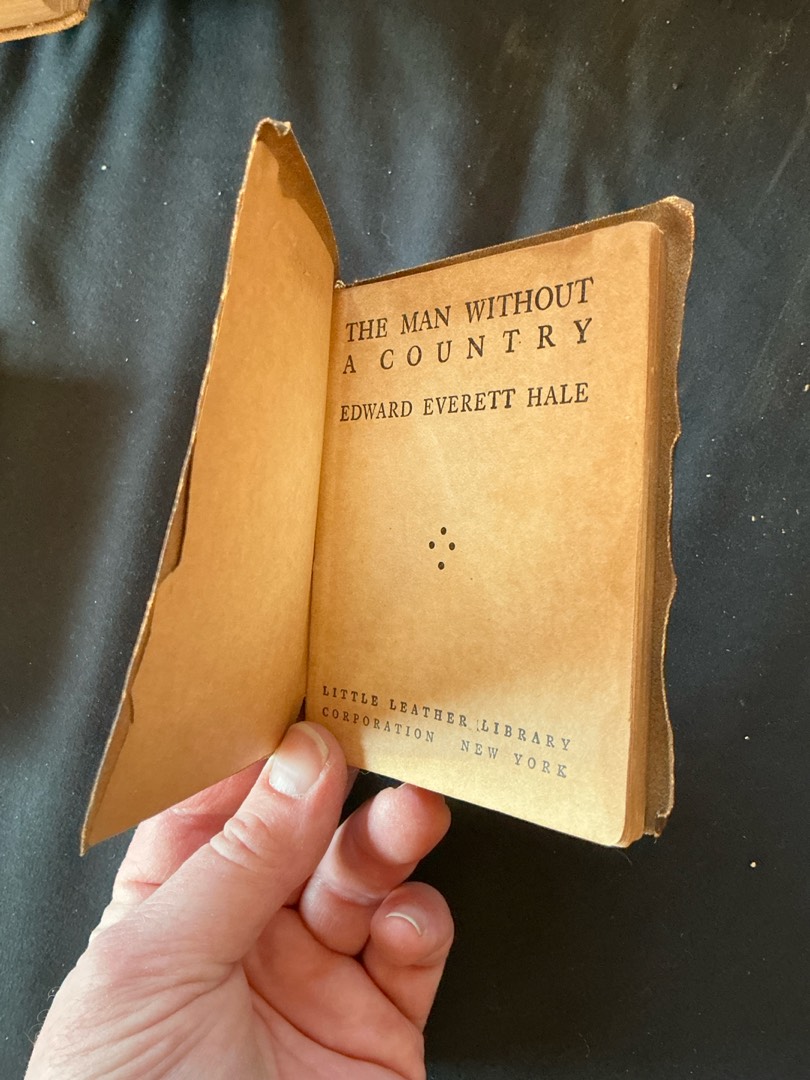 THE MAN WITHOUT
A COUNTRY
EDWARD EVERETT HALE
LITTLE LEATHER LIBRARY
CORPORATION NEW YORK